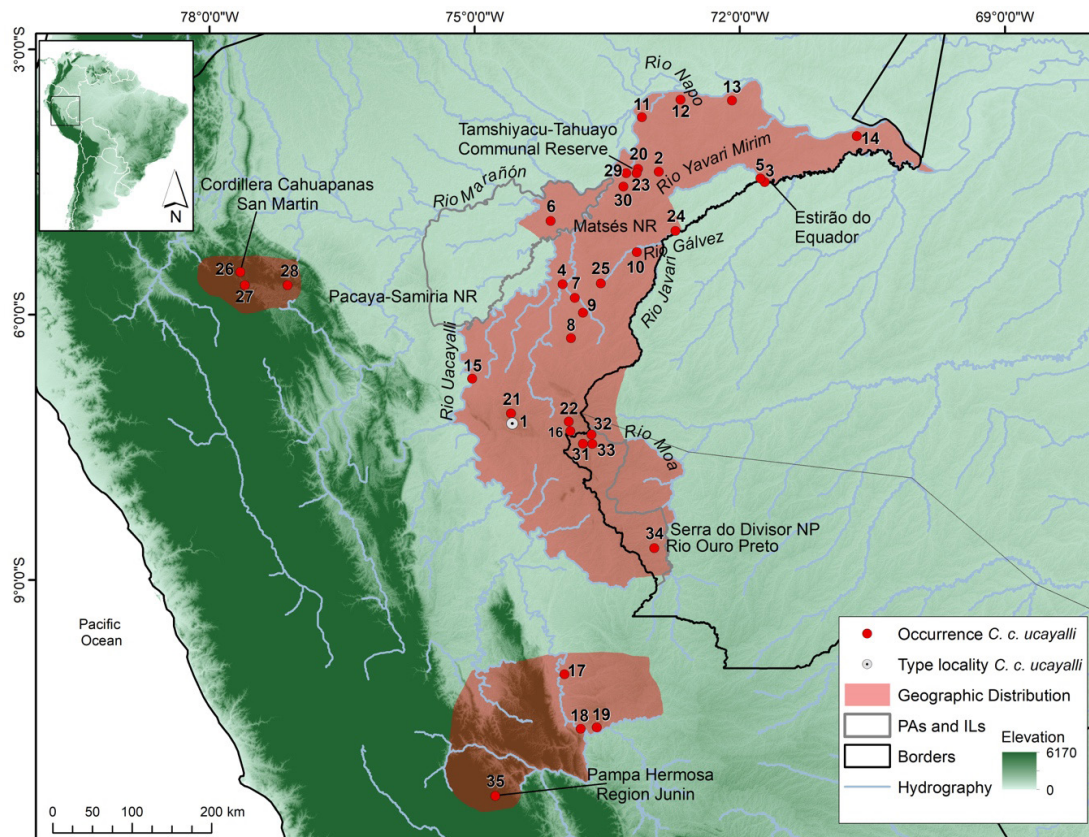 78°0'0"W
75°0'0"W
72°0'0"W
69°0'0"W
3°0'0"S
6°0'0"S
9°0'0"S
N
Rio Napo
13
11
12
Tamshiyacu-Tahuayo
Communal Reserve
20
2
14
29
23
Rio Yavari Mirim
5
3
30
Rio Marañón
Cordillera Cahuapanas
San Martin
6
Matsés NR
24
Estirão do
Equador
Rio Gálvez
10
26
28
27
4
25
7
Pacaya-Samiria NR
9
Rio Javari
8
Rio Uacayalli
15
21
1
22
16
32
31
33
Rio Moa
Serra do Divisor NP
34
Rio Ouro Preto
Pacific
Ocean
17
18
19
35
Pampa Hermosa
Region Junin
Occurrence C. c. ucayalli
Type locality C. c. ucayalli
Geographic Distribution
PAs and ILs
Borders
Hydrography
Elevation
6170
0
0 50 100 200 km